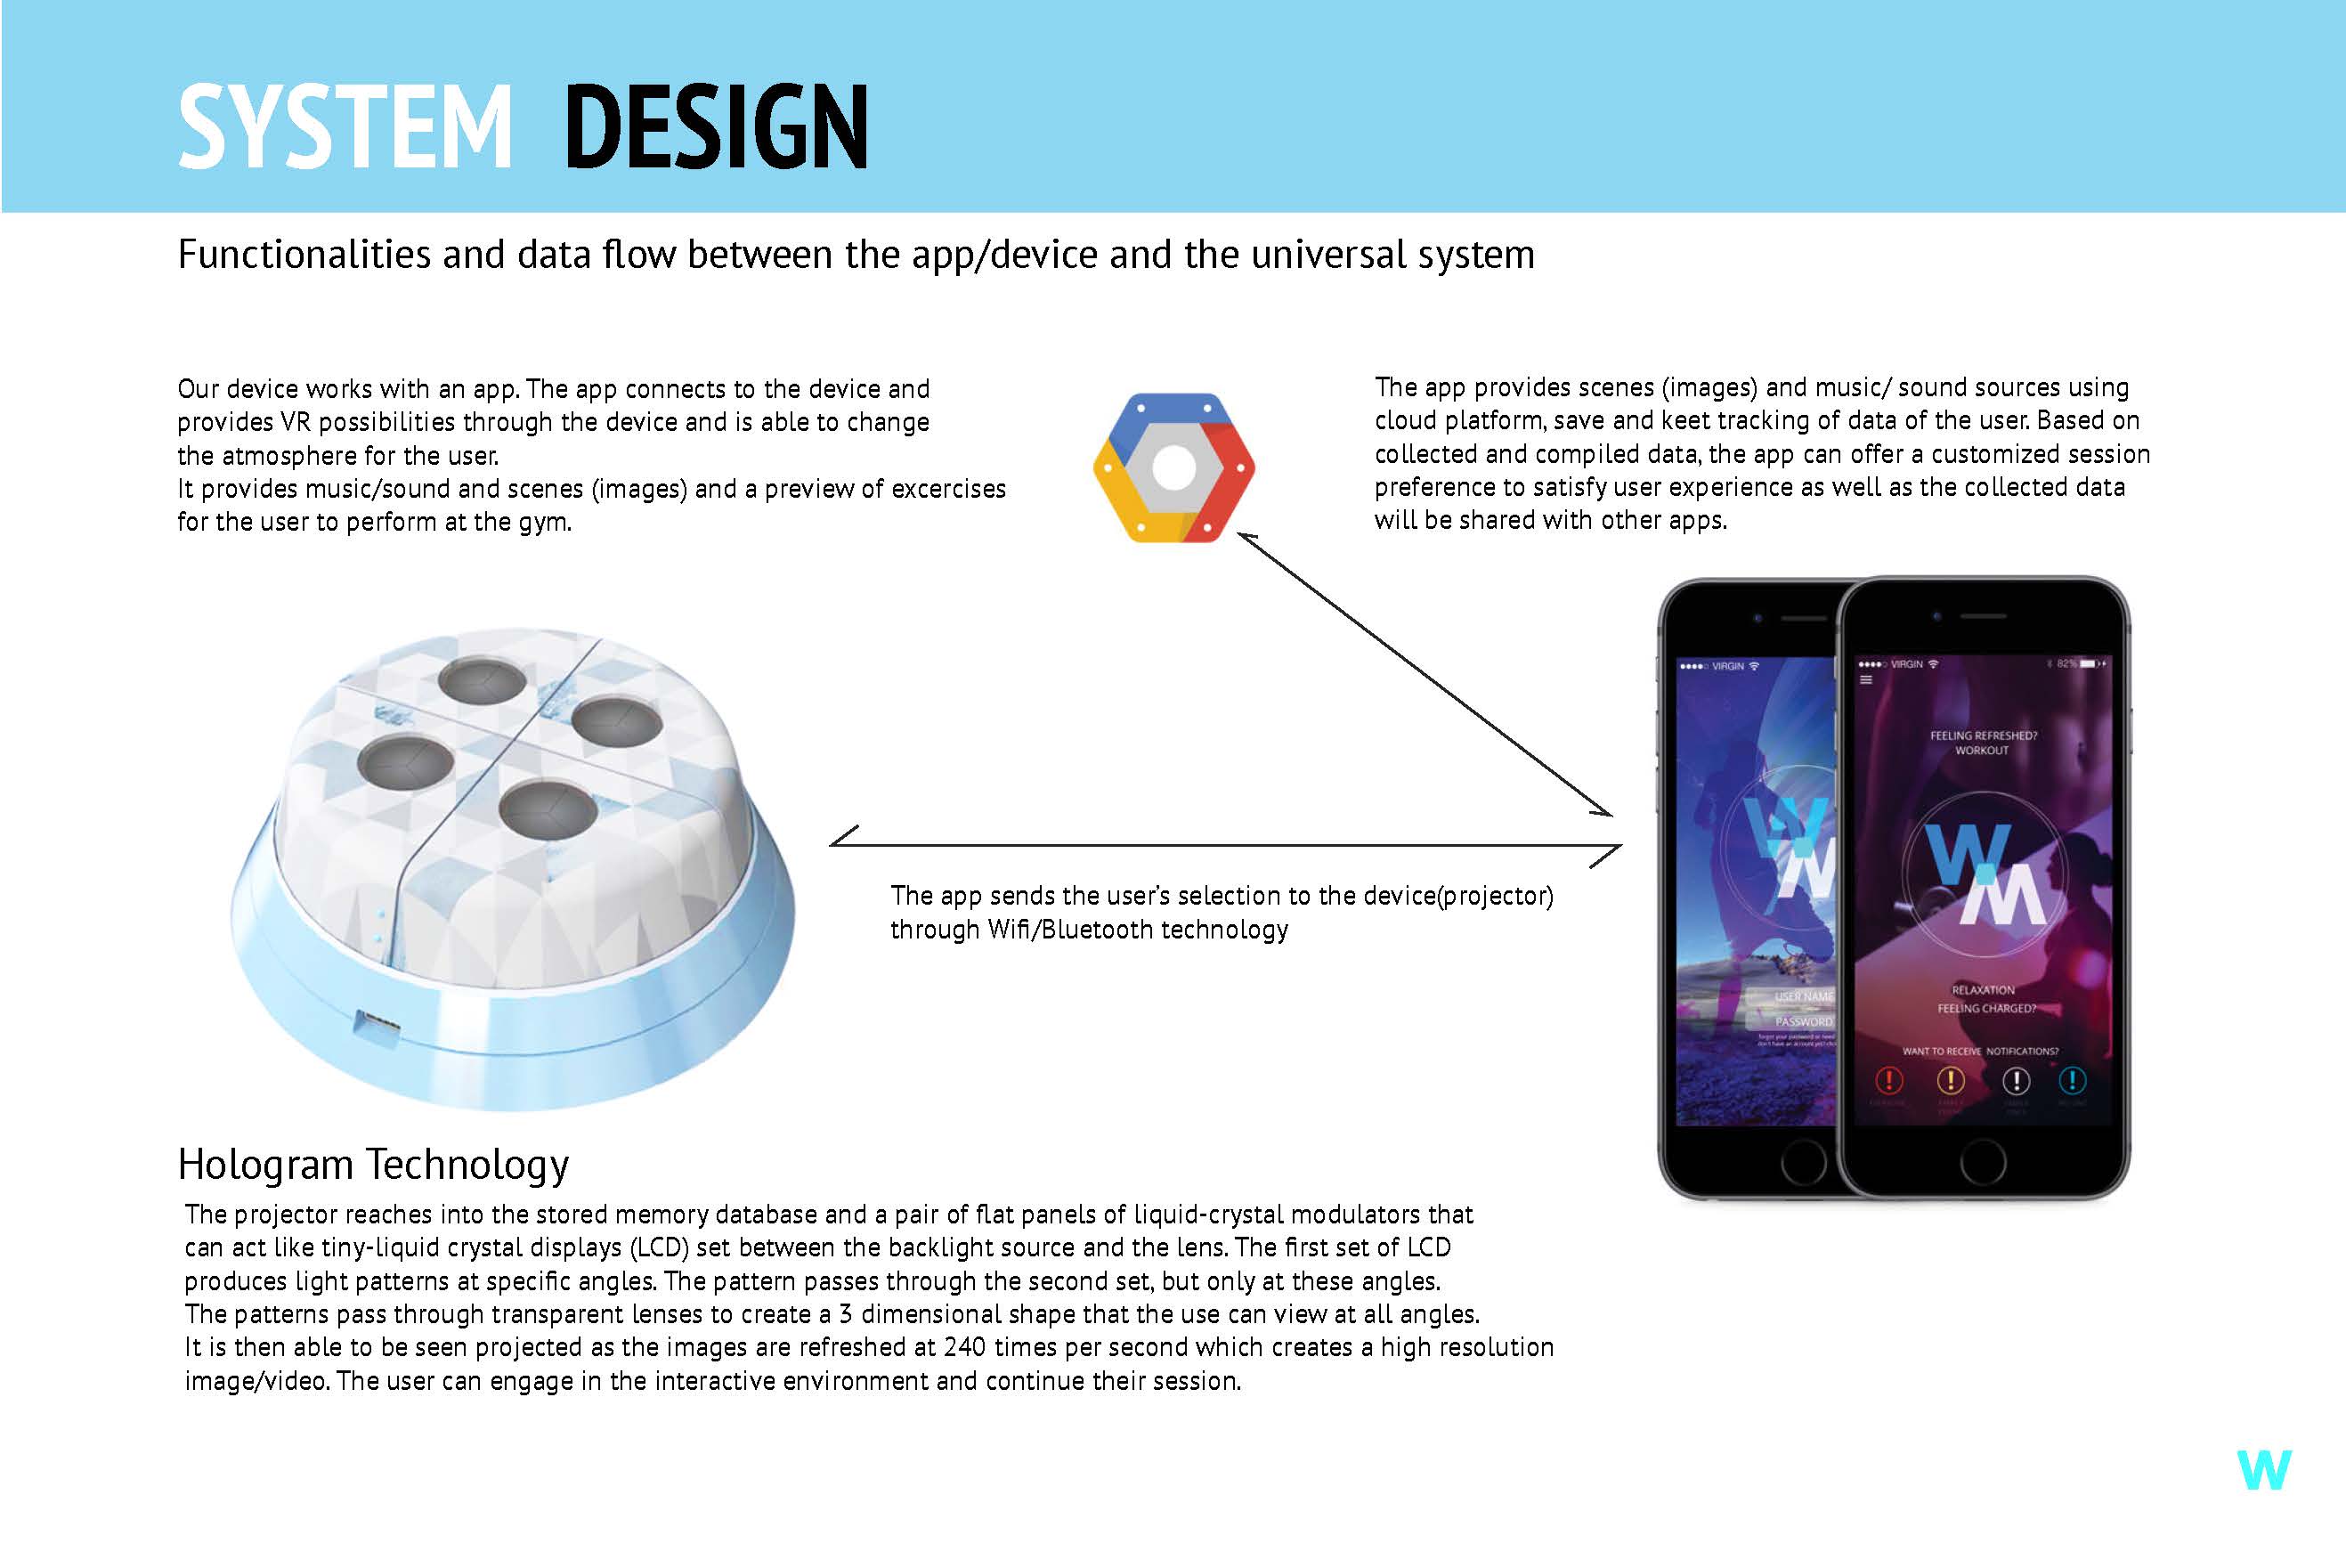 SYSTEM DESIGN
Functionalities and data flow between the app/device and the universal system
Our device works with an app. The app connects to the device and
provides VR possibilities through the device and is able to change
the atmosphere for the user.
It provides music/sound and scenes (images) and a preview of excercises
for the user to perform at the gym.
The app provides scenes (images) and music/ sound sources using
cloud platform, save and keet tracking of data of the user. Based on
collected and compiled data, the app can offer a customized session
preference to satisfy user experience as well as the collected data
will be shared with other apps.
The app sends the user's selection to the device(projector)
through Wifi/Bluetooth technology
VIRGIN
USER NAME
PASSWORD
VIRGIN
82%
FEELING REFRESHED?
WORKOUT
WM
RELAXATION
FEELING CHARGED?
WANT TO RECEIVE NOTIFICATIONS?
Hologram Technology
The projector reaches into the stored memory database and a pair of flat panels of liquid-crystal modulators that
can act like tiny-liquid crystal displays (LCD) set between the backlight source and the lens. The first set of LCD
produces light patterns at specific angles. The pattern passes through the second set, but only at these angles.
The patterns pass through transparent lenses to create a 3 dimensional shape that the use can view at all angles.
It is then able to be seen projected as the images are refreshed at 240 times per second which creates a high resolution
image/video. The user can engage in the interactive environment and continue their session.
W